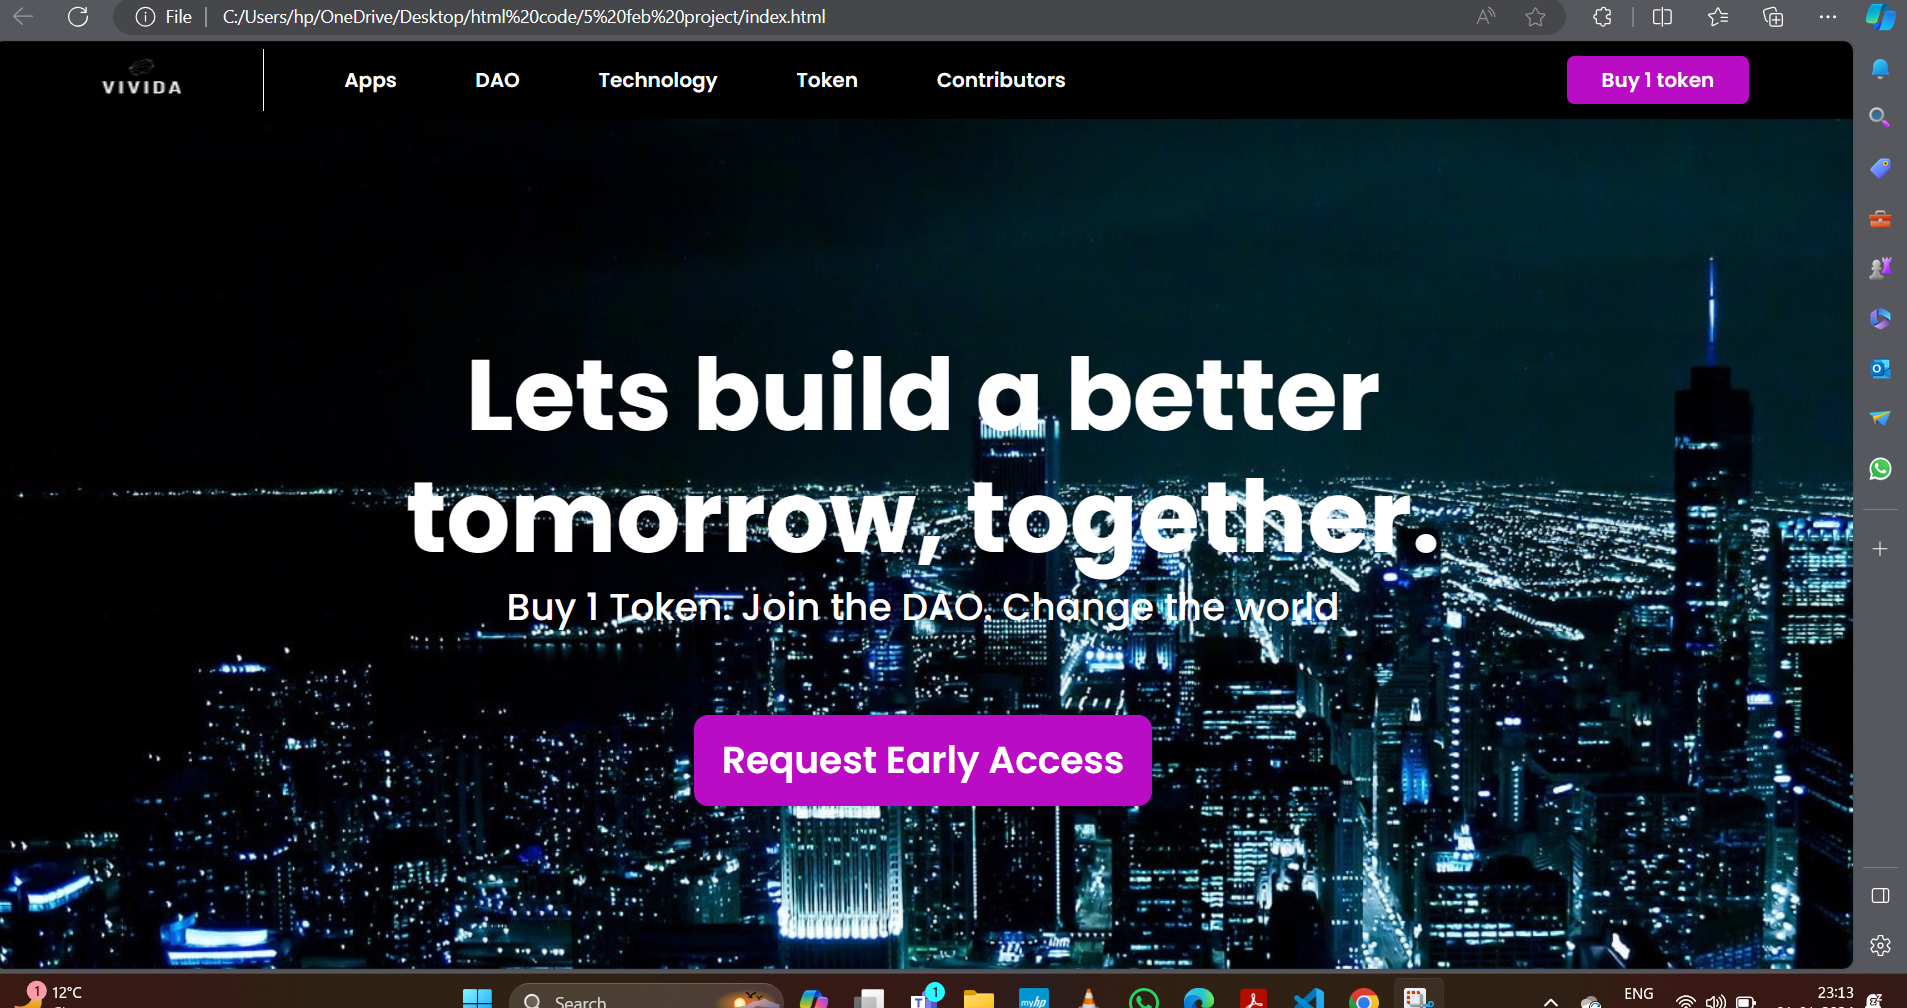 File
C:/Users/hp/OneDrive/Desktop/html%20code/5%20feb%20project/index.html
VIVIDA
Apps
DAO
Technology
Token
Contributors
Buy 1 token
Lets build a better
tomorrow, together.
Buy 1 Token. Join the DAO. Change the world
Request Early Access
1
12°C
Search
1
myhp
ENG
23:13